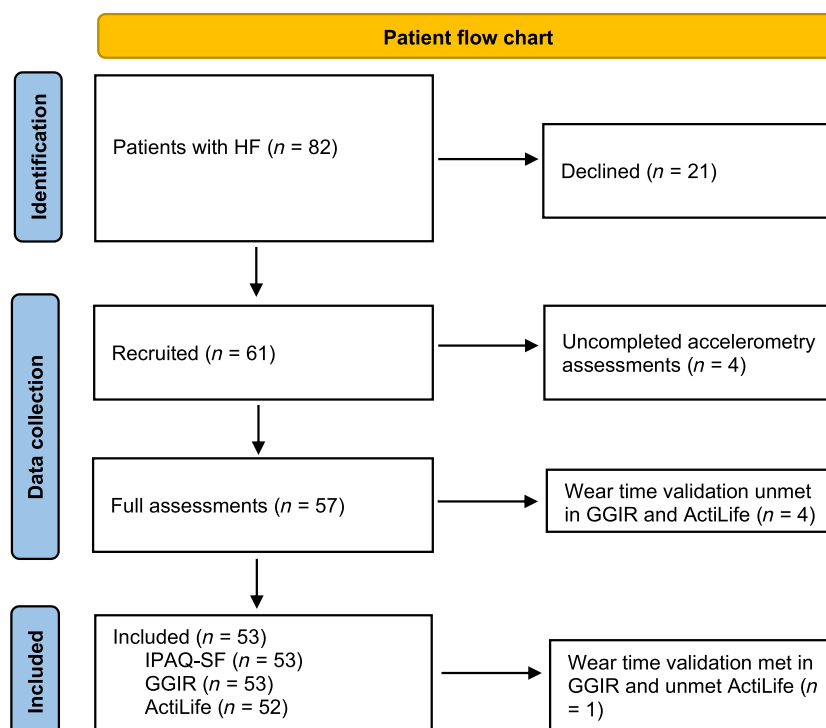 Patient flow chart
Identification
Patients with HF (n = 82)
Declined (n = 21)
Data collection
Recruited (n = 61)
Uncompleted accelerometry
assessments (n = 4)
Full assessments (n = 57)
Wear time validation unmet
in GGIR and ActiLife (n = 4)
Included
Included (n = 53)
IPAQ-SF (n = 53)
GGIR (n = 53)
ActiLife (n = 52)
Wear time validation met in
GGIR and unmet ActiLife (n
= 1)